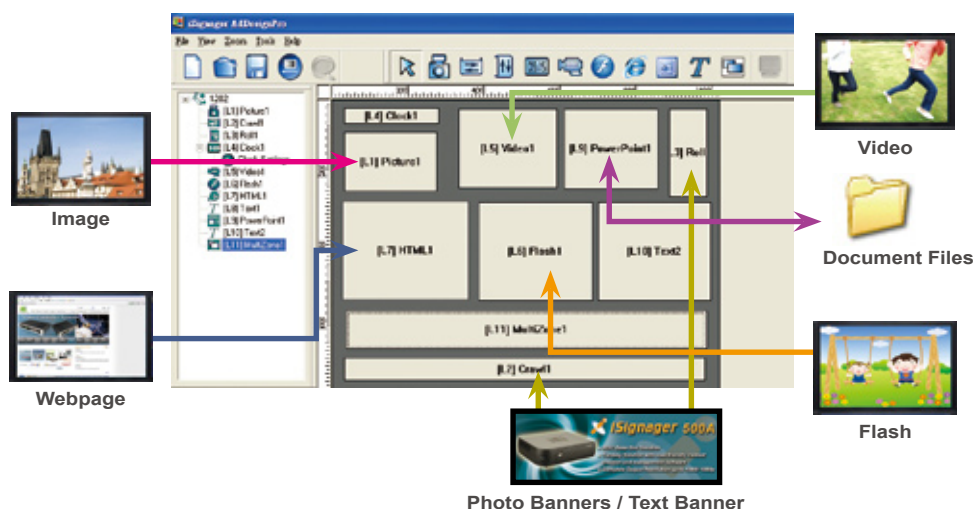 iSignager AdDesignPro
File View Zoom Tools Help
1202
[L1] Picture1
[L2] Crawl1
[L3] Roll1
[L4] Clock1
[L5] Video1
[L6] Flash1
[L7] HTML1
[L8] Text1
[L9] PowerPoint1
[L10] Text2
[L11] MultiZone1
[L4] Clock1
[L1] Picture1
[L5] Video1
[L9] PowerPoint1
[L7] HTML1
[L6] Flash1
[L10] Text2
[L11] MultiZone1
[L2] Crawl1
Image
Webpage
Video
Document Files
Flash
iSignager 500A
Photo Banners / Text Banner